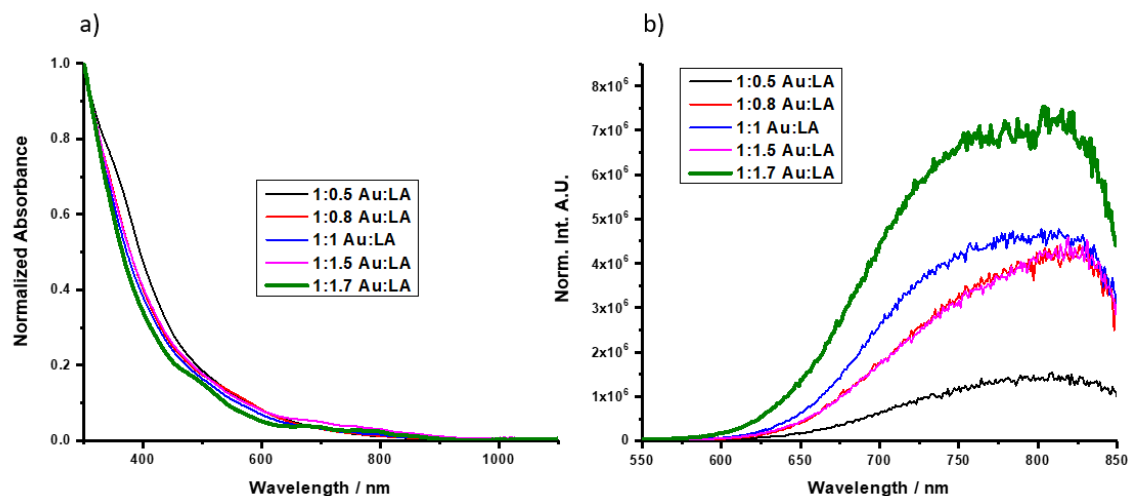 a)
Normalized Absorbance
1.0
0.8
0.6
0.4
0.2
0.0
1:0.5 Au:LA
1:0.8 Au:LA
1:1 Au:LA
1:1.5 Au:LA
1:1.7 Au:LA
400 600 800 1000
Wavelength / nm
b)
Norm. Int. A.U.
8x10⁶
7x10⁶
6x10⁶
5x10⁶
4x10⁶
3x10⁶
2x10⁶
1x10⁶
0
1:0.5 Au:LA
1:0.8 Au:LA
1:1 Au:LA
1:1.5 Au:LA
1:1.7 Au:LA
550 600 650 700 750 800 850
Wavelength / nm